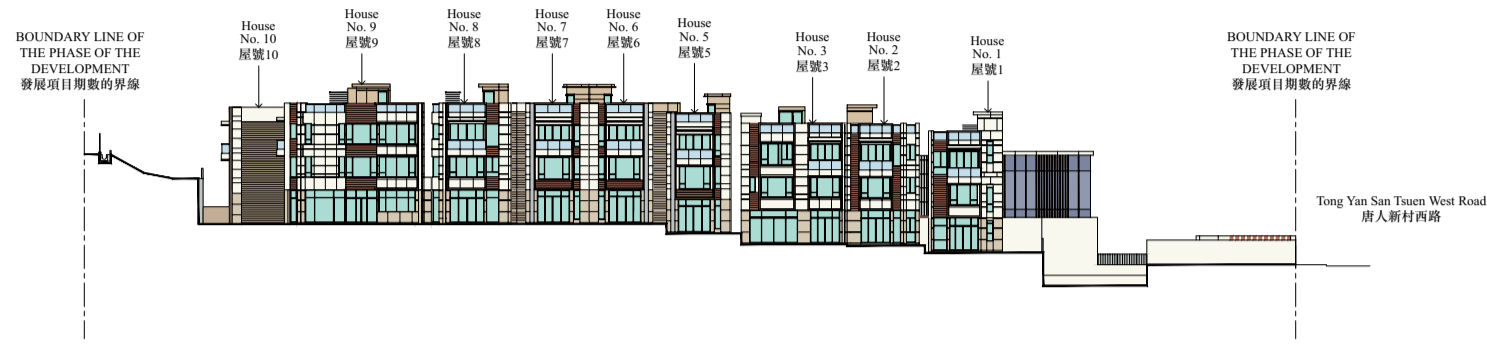 BOUNDARY LINE OF
THE PHASE OF THE
DEVELOPMENT
發展項目期數的界線
House
No. 10
屋號10
House
No. 9
屋號9
House
No. 8
屋號8
House
No. 7
屋號7
House
No. 6
屋號6
House
No. 5
屋號5
House
No. 3
屋號3
House
No. 2
屋號2
House
No. 1
屋號1
BOUNDARY LINE OF
THE PHASE OF THE
DEVELOPMENT
發展項目期數的界線
Tong Yan San Tsuen West Road
唐人新村西路